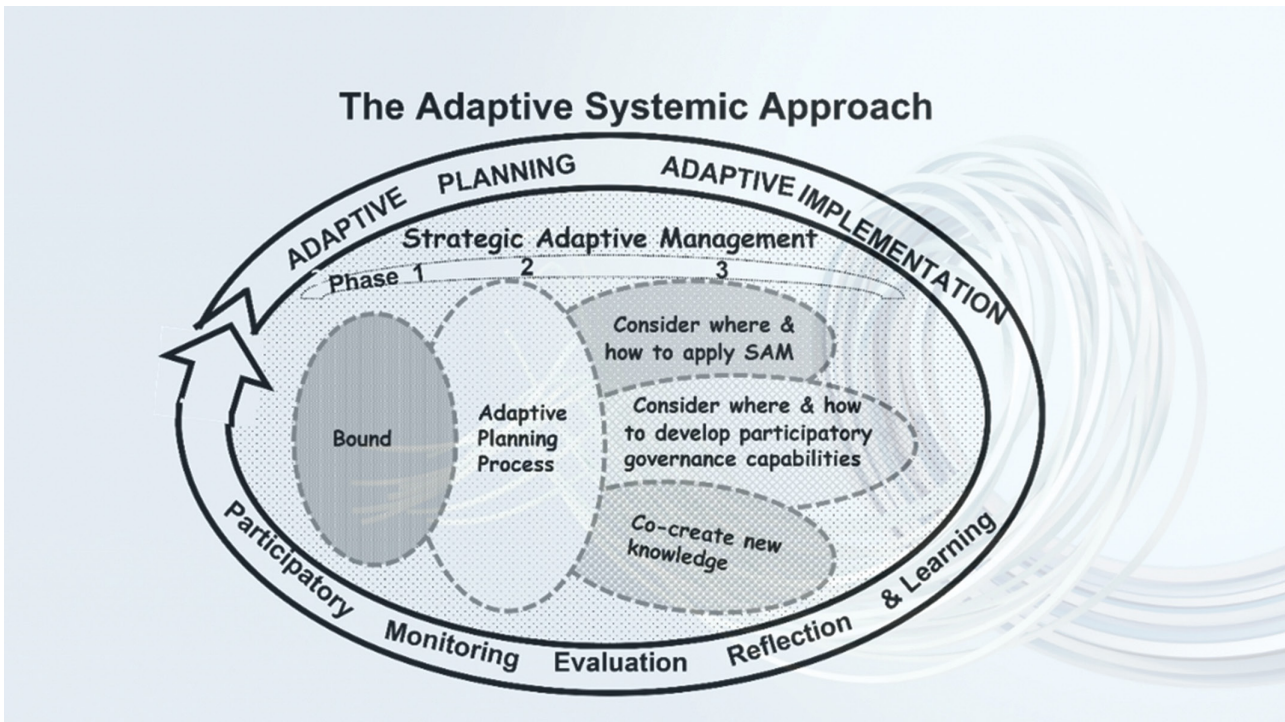 The Adaptive Systemic Approach
ADAPTIVE PLANNING ADAPTIVE IMPLEMENTATION
Strategic Adaptive Management
Phase 1 2 3
Bound
Adaptive
Planning
Process
Consider where &
how to apply SAM
Consider where & how
to develop participatory
governance capabilities
Co-create new
knowledge
Participatory Monitoring Evaluation Reflection & Learning